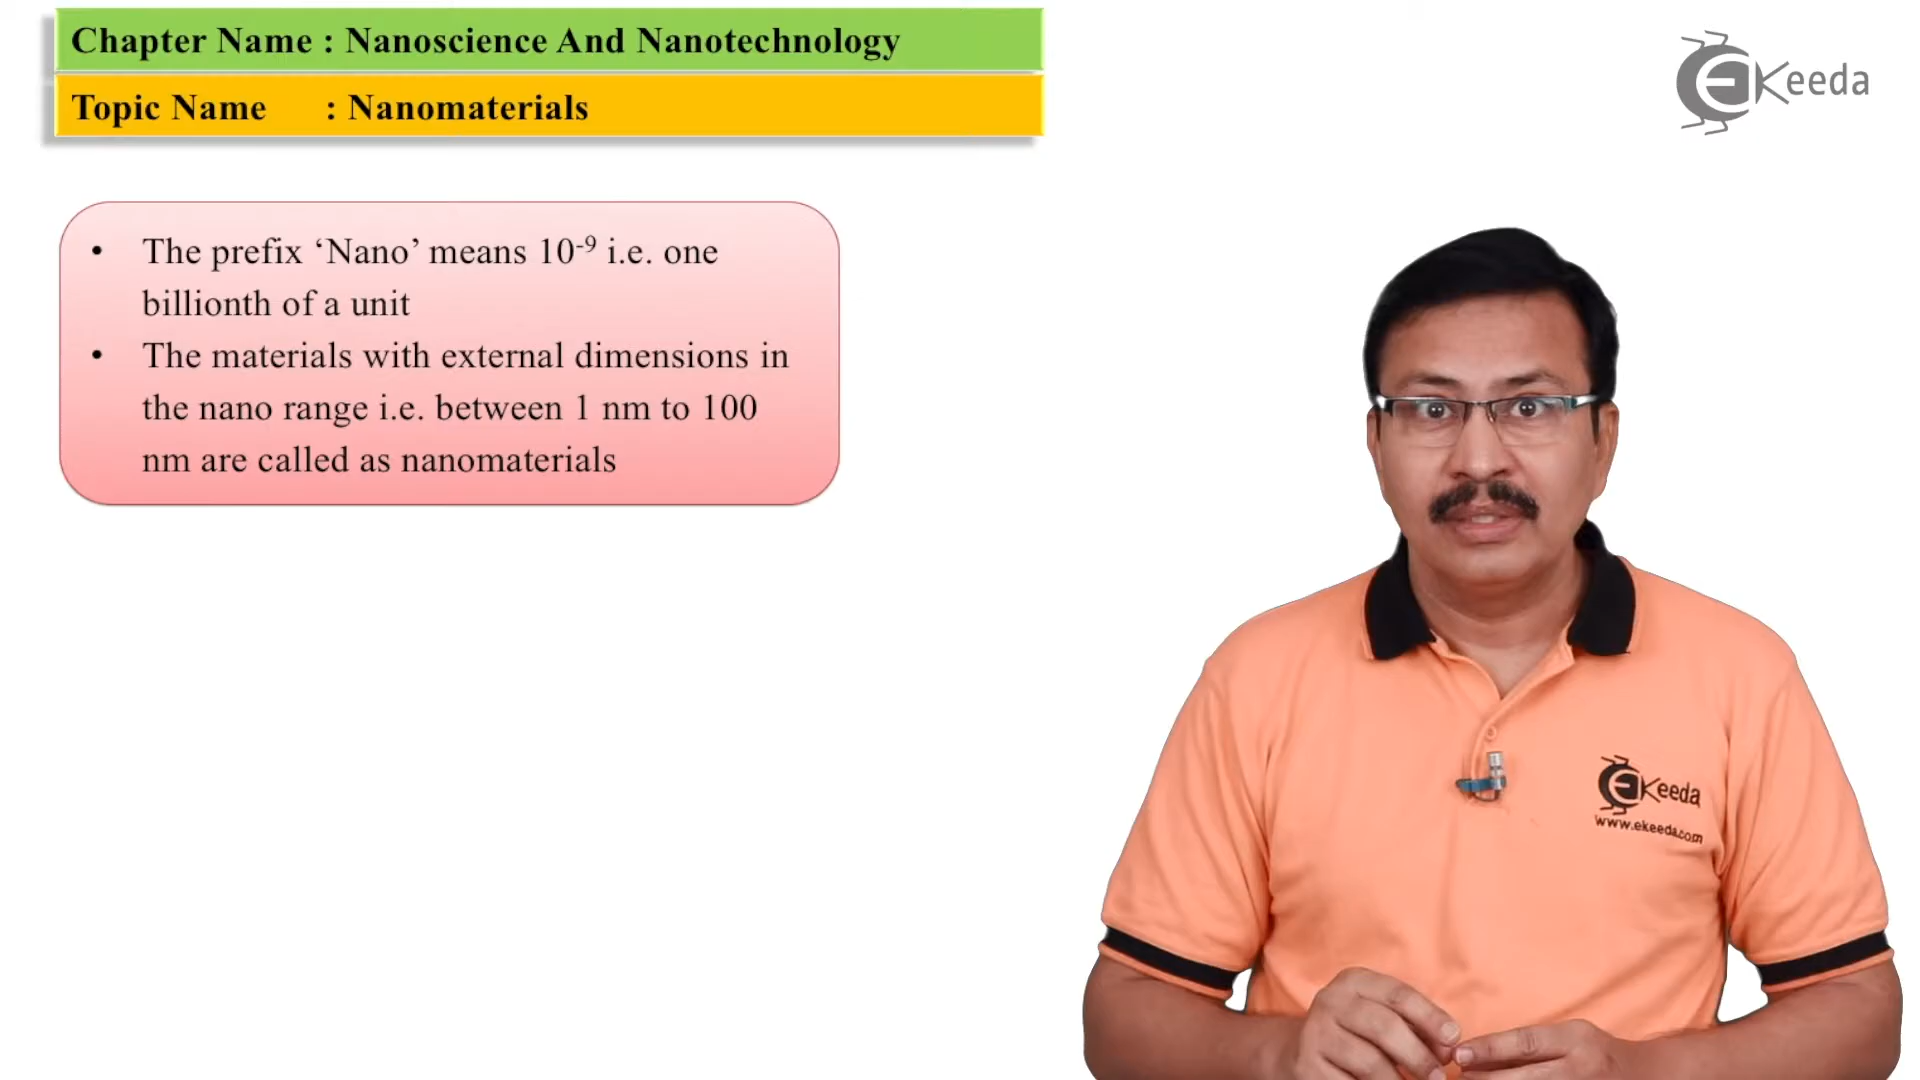 Chapter Name : Nanoscience And Nanotechnology
Topic Name : Nanomaterials
Ekeeda
• The prefix ‘Nano’ means 10⁻⁹ i.e. one
billionth of a unit
• The materials with external dimensions in
the nano range i.e. between 1 nm to 100
nm are called as nanomaterials
Ekeeda
www.ekeeda.com